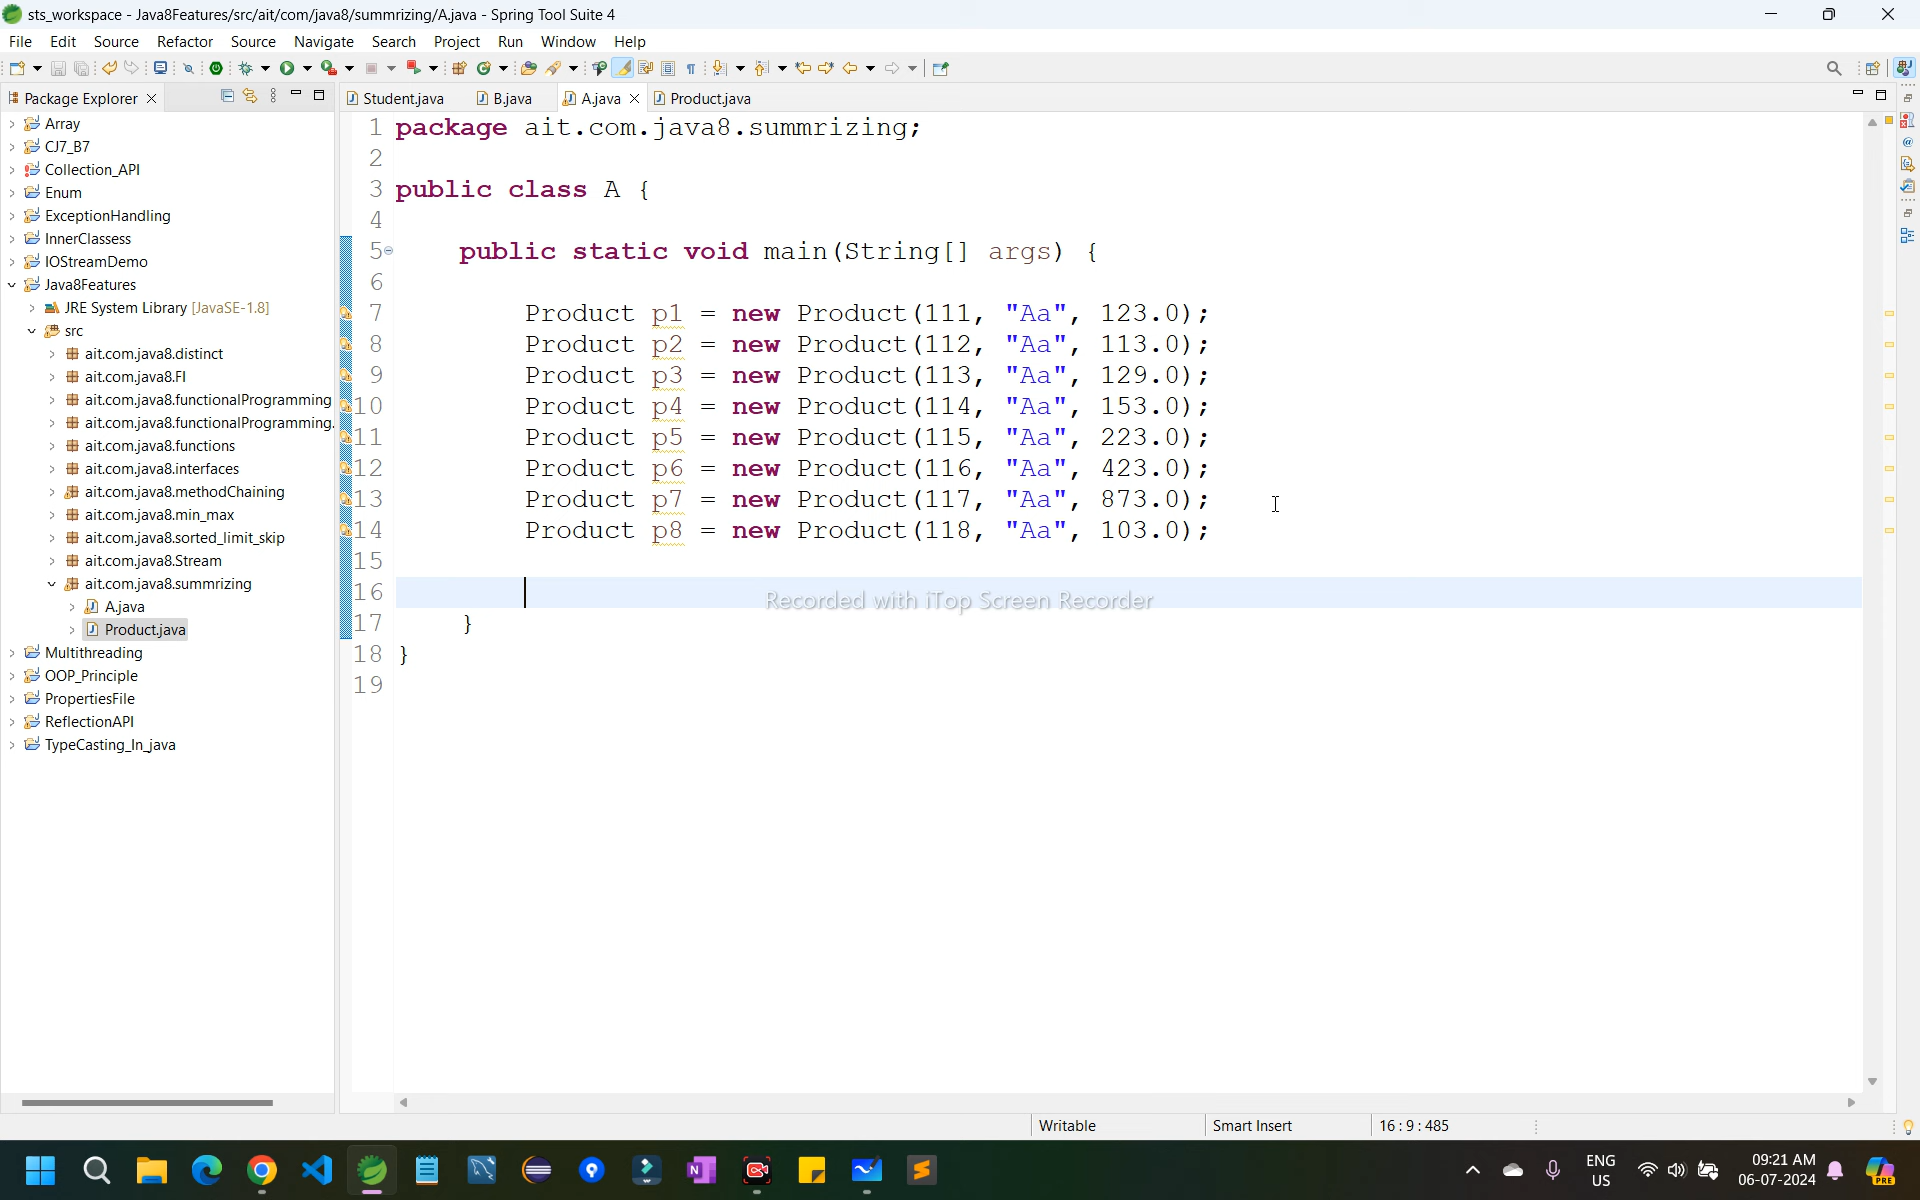 sts_workspace - Java8Features/src/ait/com/java8/summrizing/A.java - Spring Tool Suite 4
File Edit Source Refactor Source Navigate Search Project Run Window Help
Package Explorer
Student.java B.java A.java Product.java
Array
CJ7_B7
Collection_API
Enum
ExceptionHandling
InnerClassess
IOStreamDemo
Java8Features
JRE System Library [JavaSE-1.8]
src
ait.com.java8.distinct
ait.com.java8.FI
ait.com.java8.functionalProgramming
ait.com.java8.functionalProgramming.
ait.com.java8.functions
ait.com.java8.interfaces
ait.com.java8.methodChaining
ait.com.java8.min_max
ait.com.java8.sorted_limit_skip
ait.com.java8.Stream
ait.com.java8.summrizing
A.java
Product.java
Multithreading
OOP_Principle
PropertiesFile
ReflectionAPI
TypeCasting_In_java
1 package ait.com.java8.summrizing;
2
3 public class A {
4
5 public static void main(String[] args) {
6
7 Product p1 = new Product(111, "Aa", 123.0);
8 Product p2 = new Product(112, "Aa", 113.0);
9 Product p3 = new Product(113, "Aa", 129.0);
10 Product p4 = new Product(114, "Aa", 153.0);
11 Product p5 = new Product(115, "Aa", 223.0);
12 Product p6 = new Product(116, "Aa", 423.0);
13 Product p7 = new Product(117, "Aa", 873.0);
14 Product p8 = new Product(118, "Aa", 103.0);
15
16
Recorded with iTop Screen Recorder
17 }
18 }
19
Writable Smart Insert 16 : 9 : 485
ENG
US
09:21 AM
06-07-2024
PRE